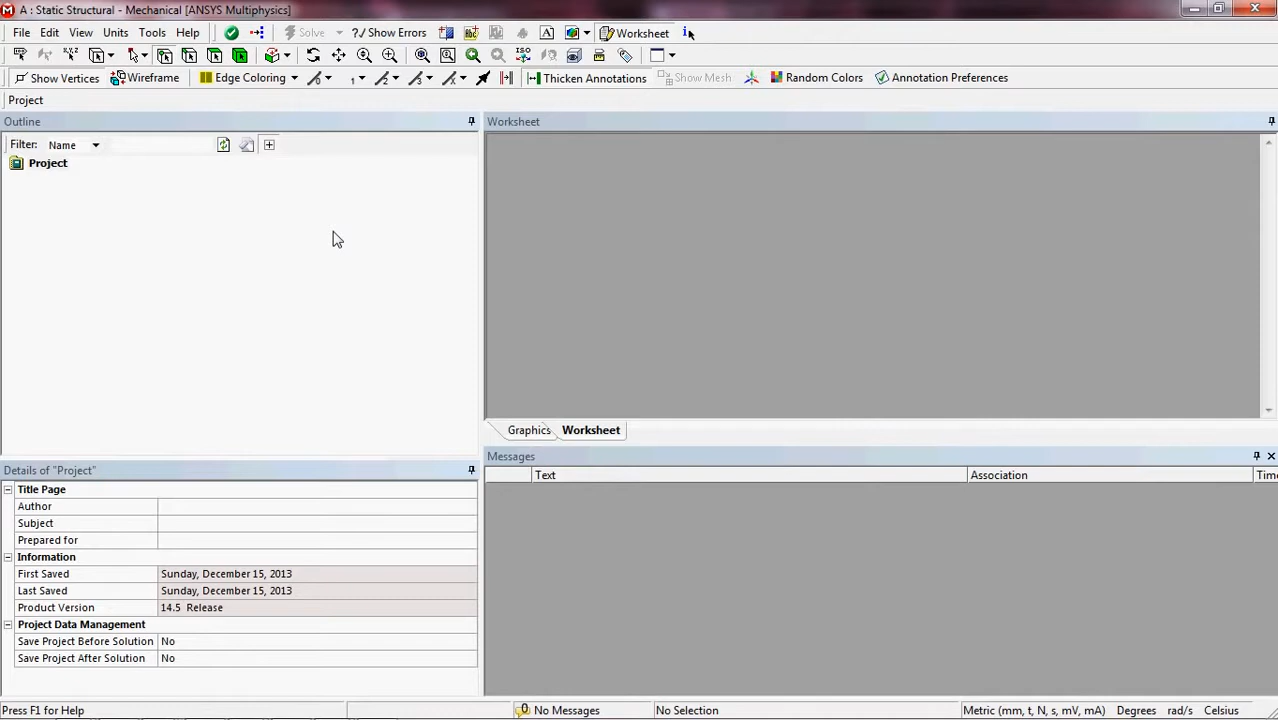 A : Static Structural - Mechanical [ANSYS Multiphysics]
File Edit View Units Tools Help Solve ?/ Show Errors Worksheet
Show Vertices Wireframe Edge Coloring Thicken Annotations Show Mesh Random Colors Annotation Preferences
Project
Outline
Filter: Name
Project
Worksheet
Graphics Worksheet
Details of "Project"
Title Page
Author
Subject
Prepared for
Information
First Saved Sunday, December 15, 2013
Last Saved Sunday, December 15, 2013
Product Version 14.5 Release
Project Data Management
Save Project Before Solution No
Save Project After Solution No
Messages
Text Association Time
Press F1 for Help 0 No Messages No Selection Metric (mm, t, N, s, mV, mA) Degrees rad/s Celsius